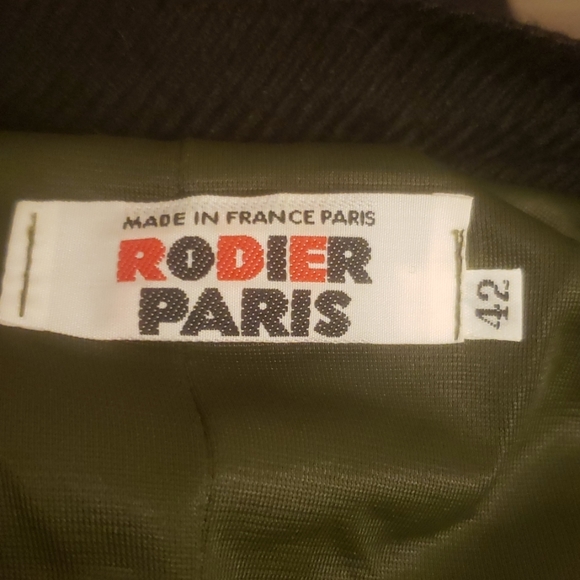 MADE IN FRANCE PARIS
RODIER
PARIS
42